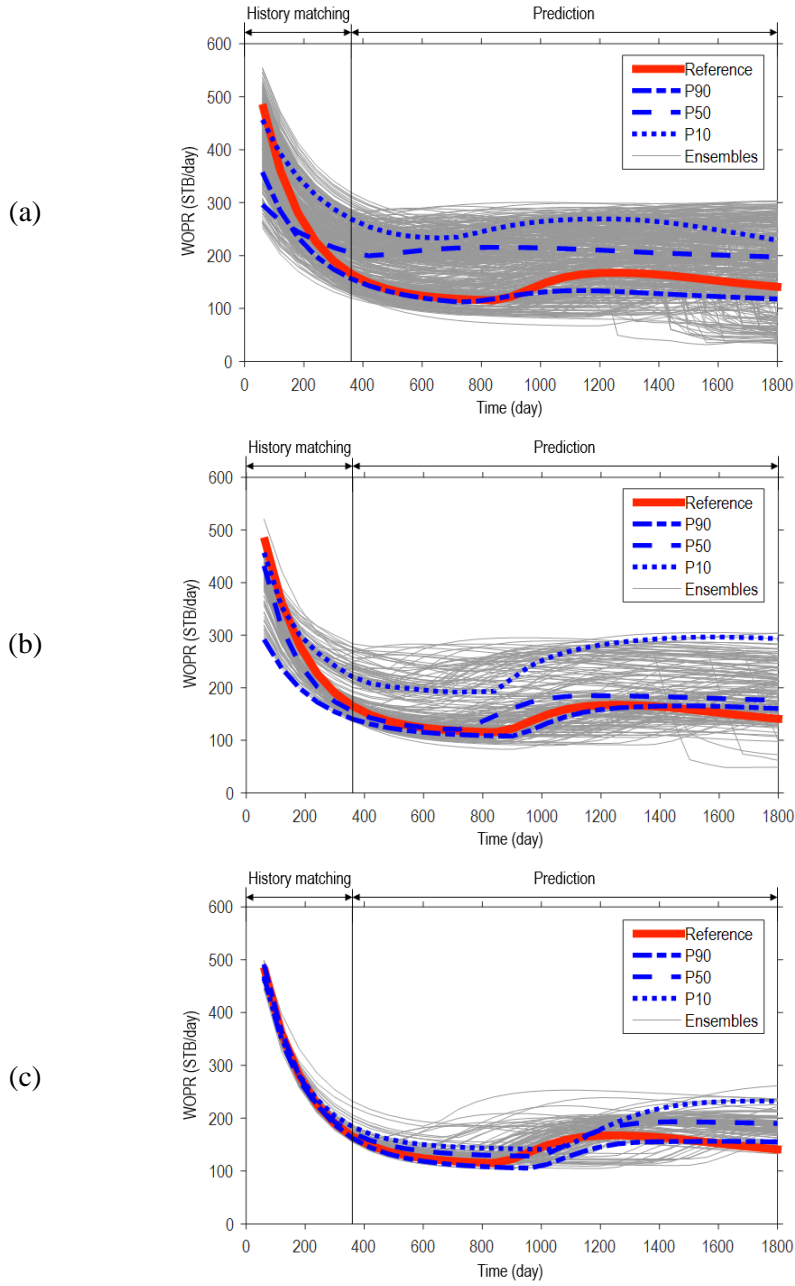 History matching Prediction
600
500
400
300
200
100
0
WOPR (STB/day)
Reference
P90
P50
P10
Ensembles
(a)
0 200 400 600 800 1000 1200 1400 1600 1800
Time (day)
History matching Prediction
600
500
400
300
200
100
0
WOPR (STB/day)
Reference
P90
P50
P10
Ensembles
(b)
0 200 400 600 800 1000 1200 1400 1600 1800
Time (day)
History matching Prediction
600
500
400
300
200
100
0
WOPR (STB/day)
Reference
P90
P50
P10
Ensembles
(c)
0 200 400 600 800 1000 1200 1400 1600 1800
Time (day)